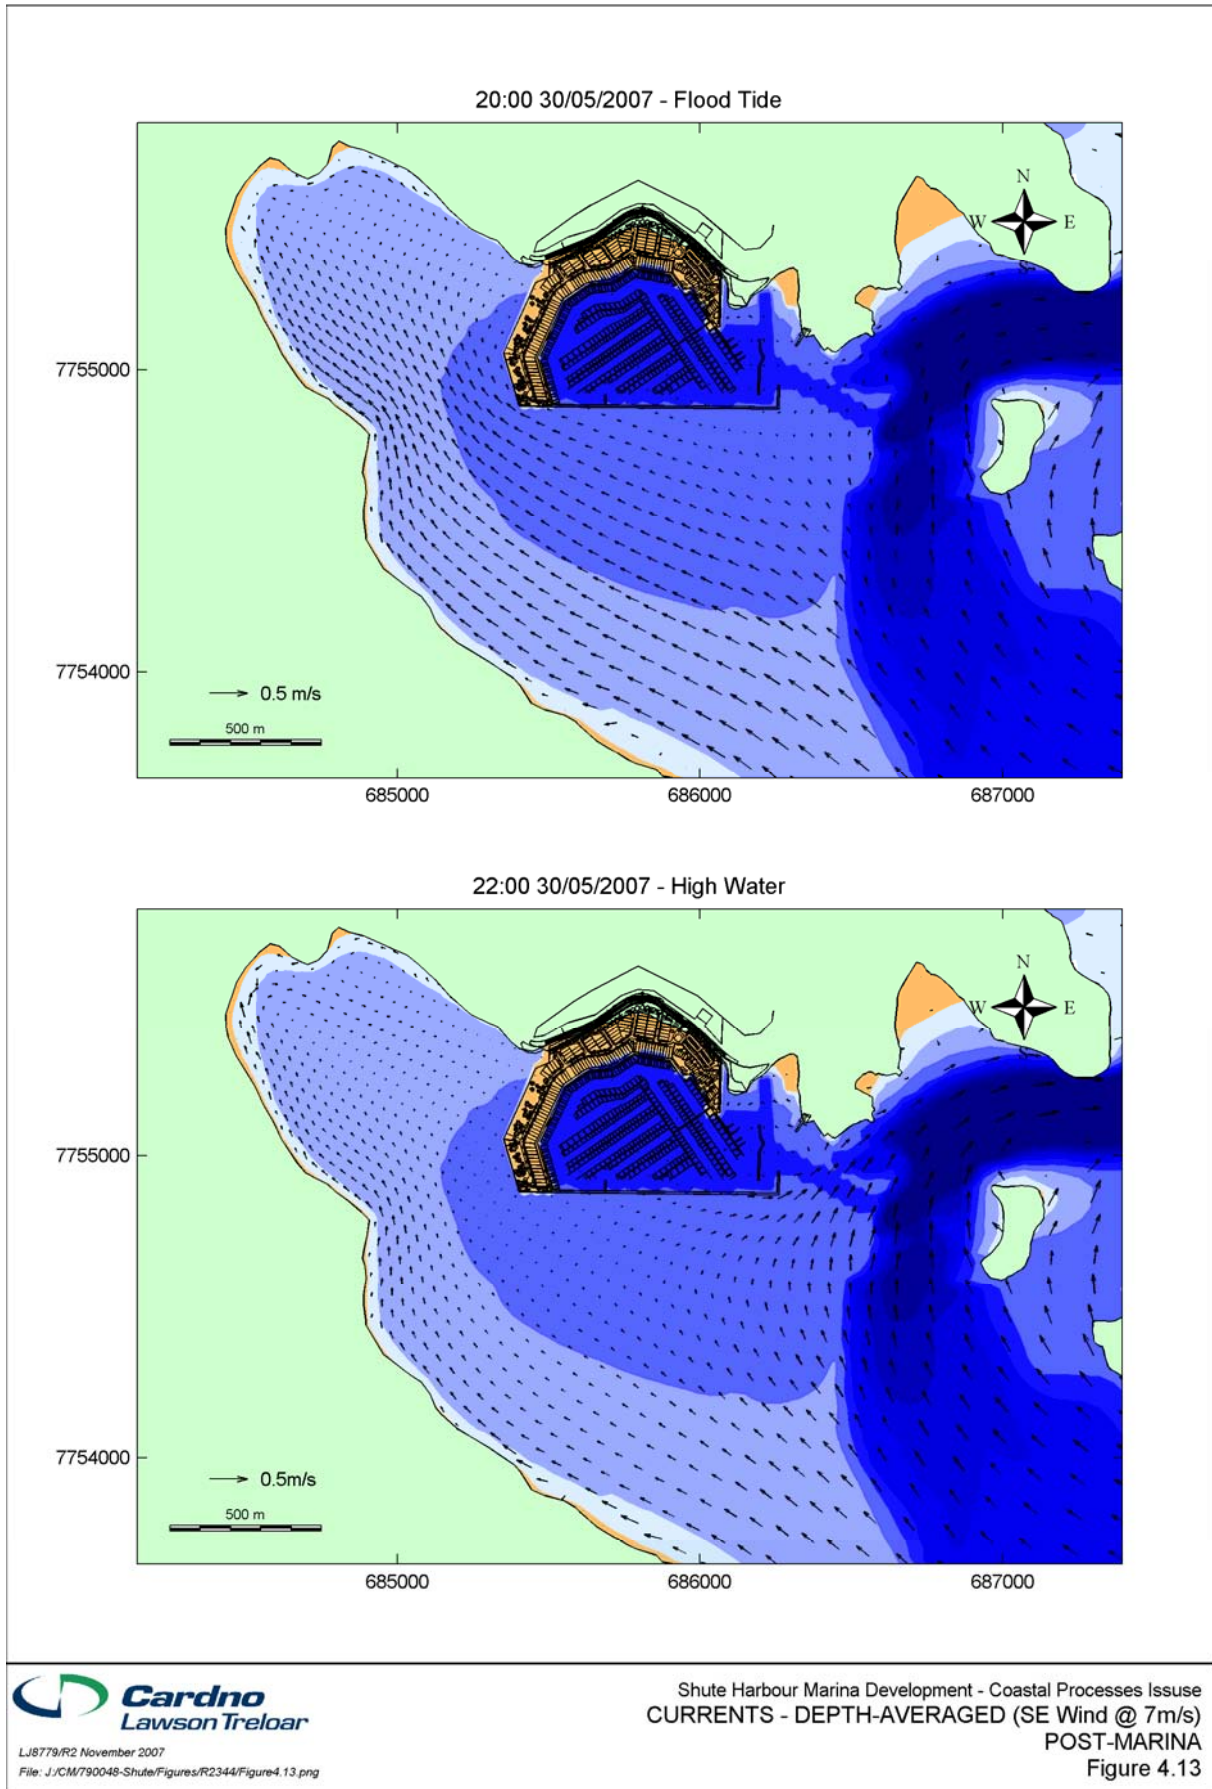 20:00 30/05/2007 - Flood Tide
N
W
E
S
7755000
7754000
0.5 m/s
500 m
685000
686000
687000
22:00 30/05/2007 - High Water
N
W
E
S
7755000
7754000
0.5m/s
500 m
685000
686000
687000
Cardno
Lawson Treloar
LJ8779/R2 November 2007
File: J:/CM/790048-Shute/Figures/R2344/Figure4.13.png
Shute Harbour Marina Development - Coastal Processes Issuse
CURRENTS - DEPTH-AVERAGED (SE Wind @ 7m/s)
POST-MARINA
Figure 4.13